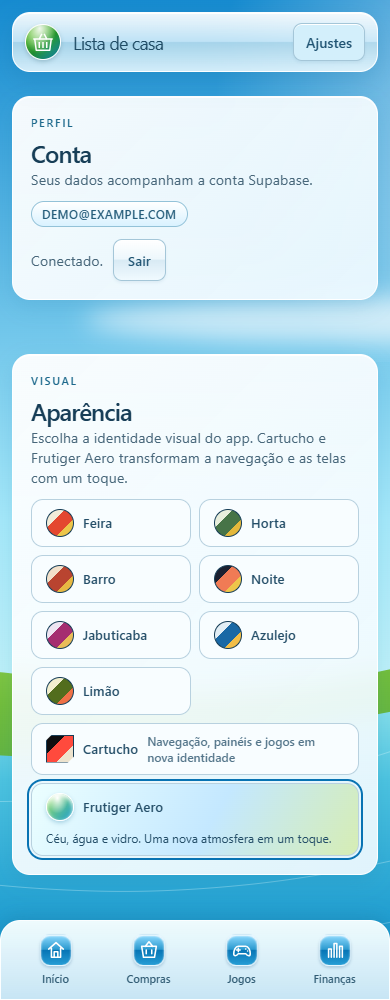 Lista de casa
Ajustes
PERFIL
Conta
Seus dados acompanham a conta Supabase.
DEMO@EXAMPLE.COM
Conectado.
Sair
VISUAL
Aparência
Escolha a identidade visual do app. Cartucho e
Frutiger Aero transformam a navegação e as telas
com um toque.
Feira
Horta
Barro
Noite
Jabuticaba
Azulejo
Limão
Cartucho
Navegação, painéis e jogos em
nova identidade
Frutiger Aero
Céu, água e vidro. Uma nova atmosfera em um toque.
Início
Compras
Jogos
Finanças